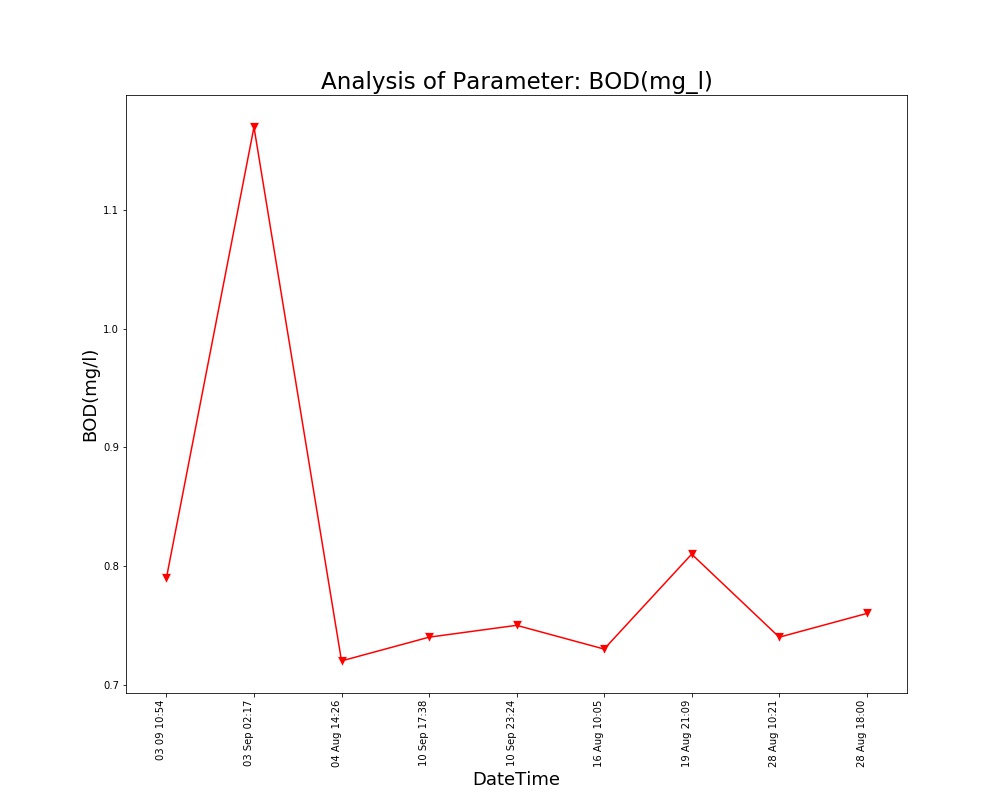 Analysis of Parameter: BOD(mg_l)
BOD(mg/l)
1.1
1.0
0.9
0.8
0.7
03 09 10:54
03 Sep 02:17
04 Aug 14:26
10 Sep 17:38
10 Sep 23:24
16 Aug 10:05
19 Aug 21:09
28 Aug 10:21
28 Aug 18:00
DateTime